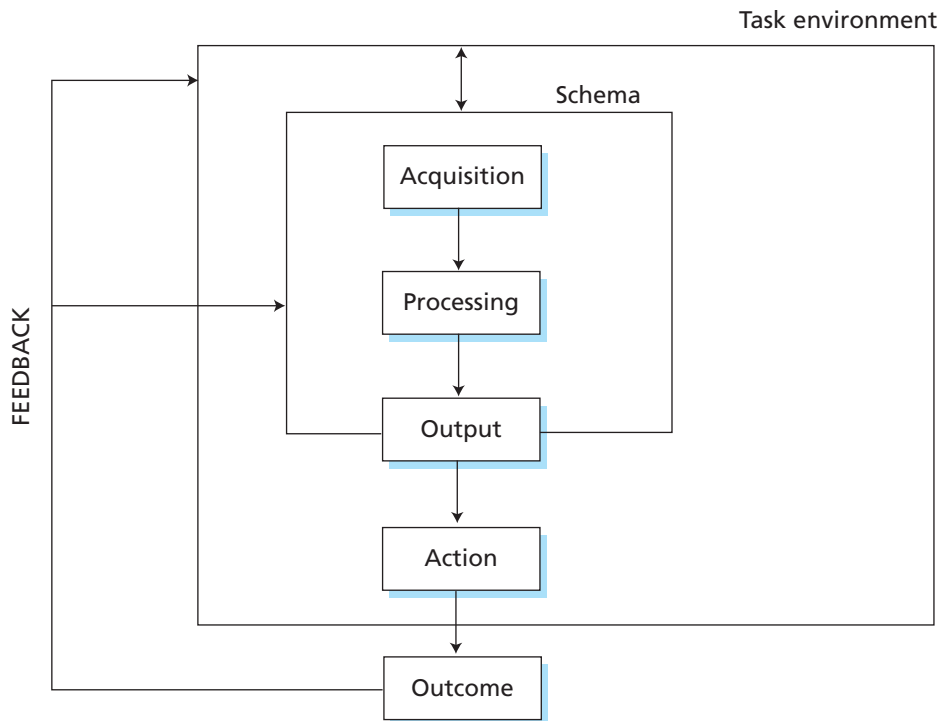 Task environment
Schema
Acquisition
Processing
FEEDBACK
Output
Action
Outcome